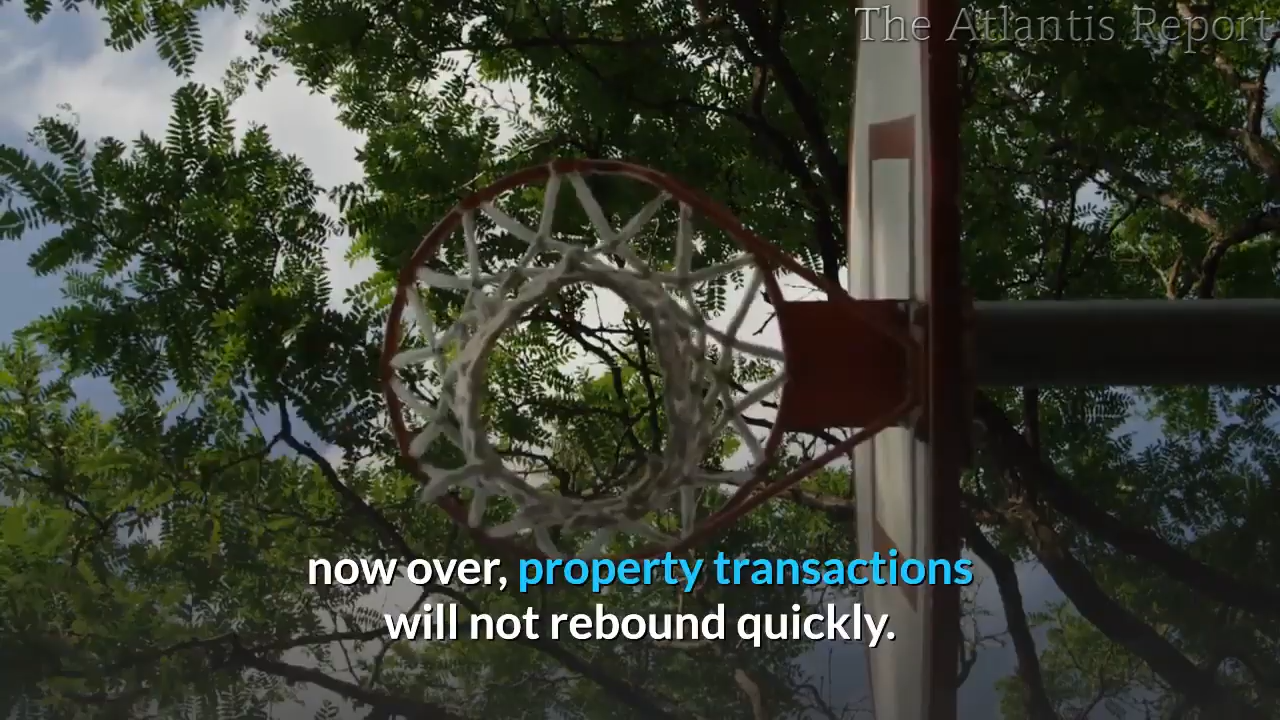 The Atlantis Report
now over, property transactions
will not rebound quickly.